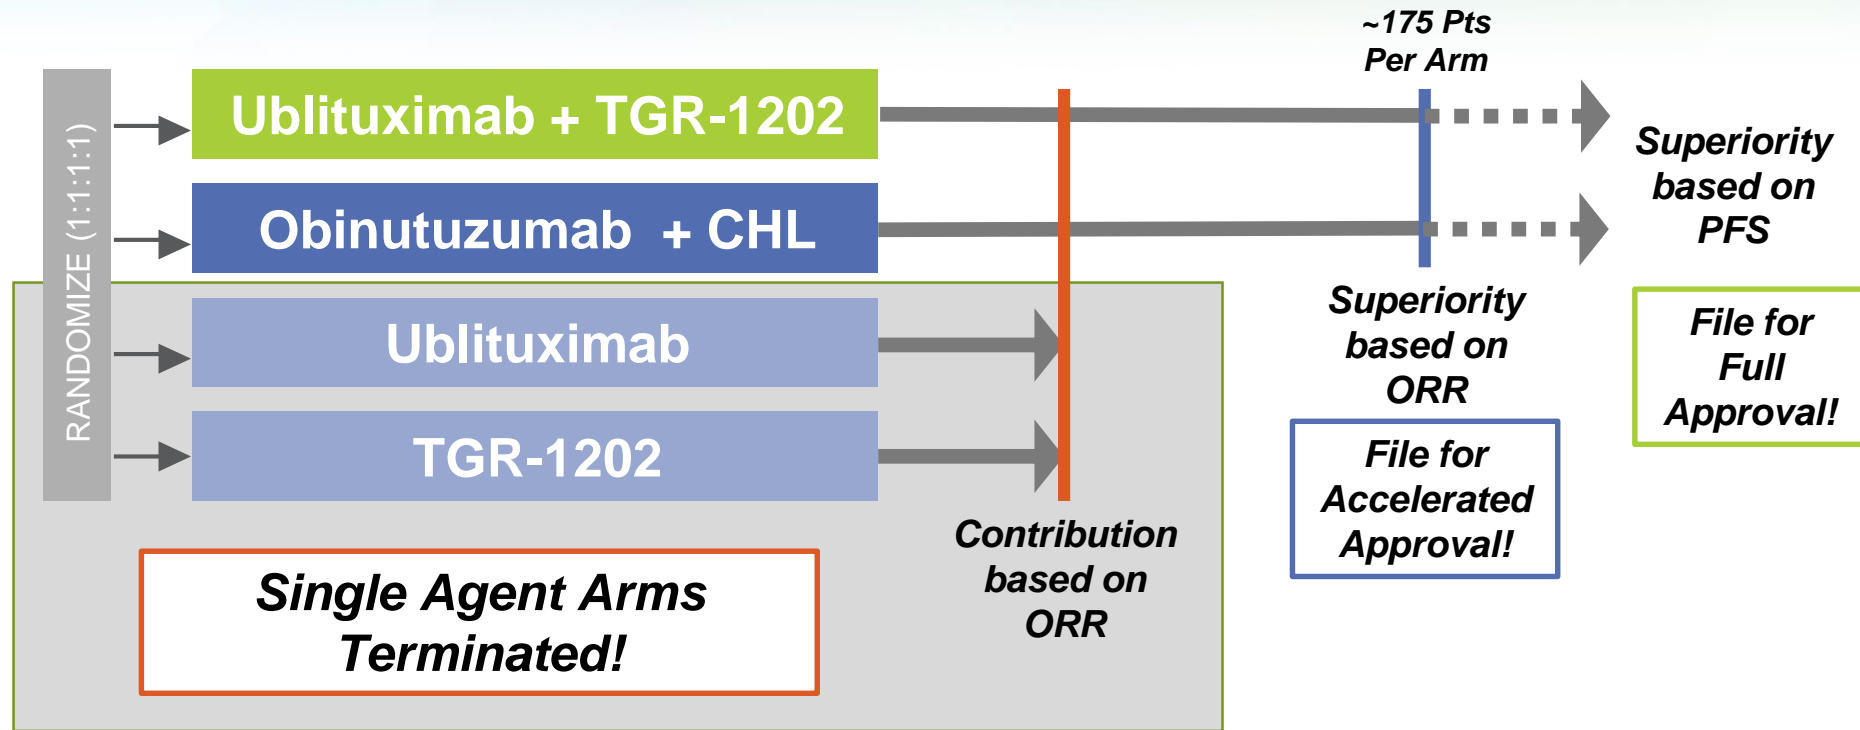 ~175 Pts
Per Arm
RANDOMIZE (1:1:1:1)
Ublituximab + TGR-1202
Obinutuzumab + CHL
Ublituximab
TGR-1202
Single Agent Arms
Terminated!
Contribution
based on
ORR
Superiority
based on
ORR
File for
Accelerated
Approval!
Superiority
based on
PFS
File for
Full
Approval!